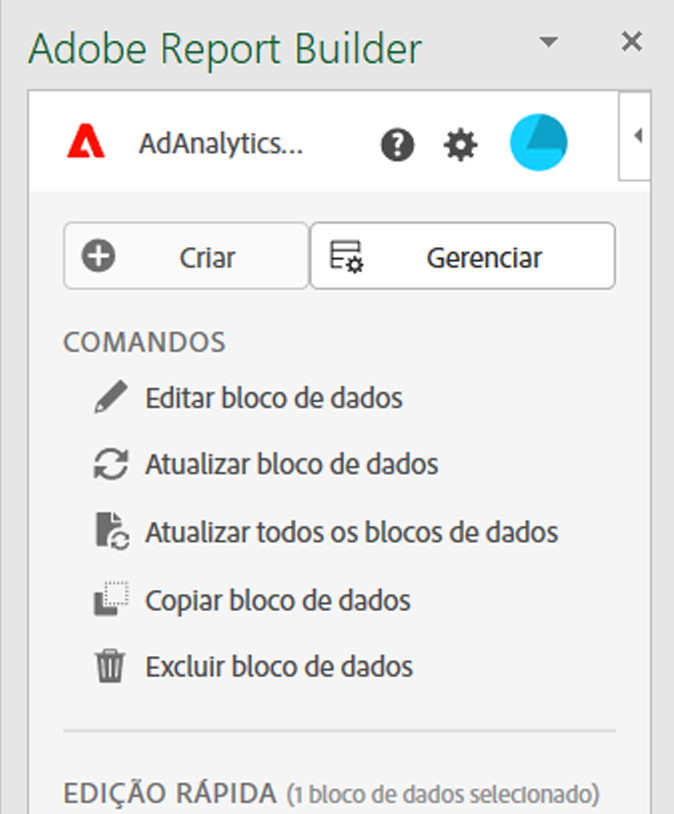 Adobe Report Builder
AdAnalytics...
Criar
Gerenciar
COMANDOS
Editar bloco de dados
Atualizar bloco de dados
Atualizar todos os blocos de dados
Copiar bloco de dados
Excluir bloco de dados
EDIÇÃO RÁPIDA (1 bloco de dados selecionado)